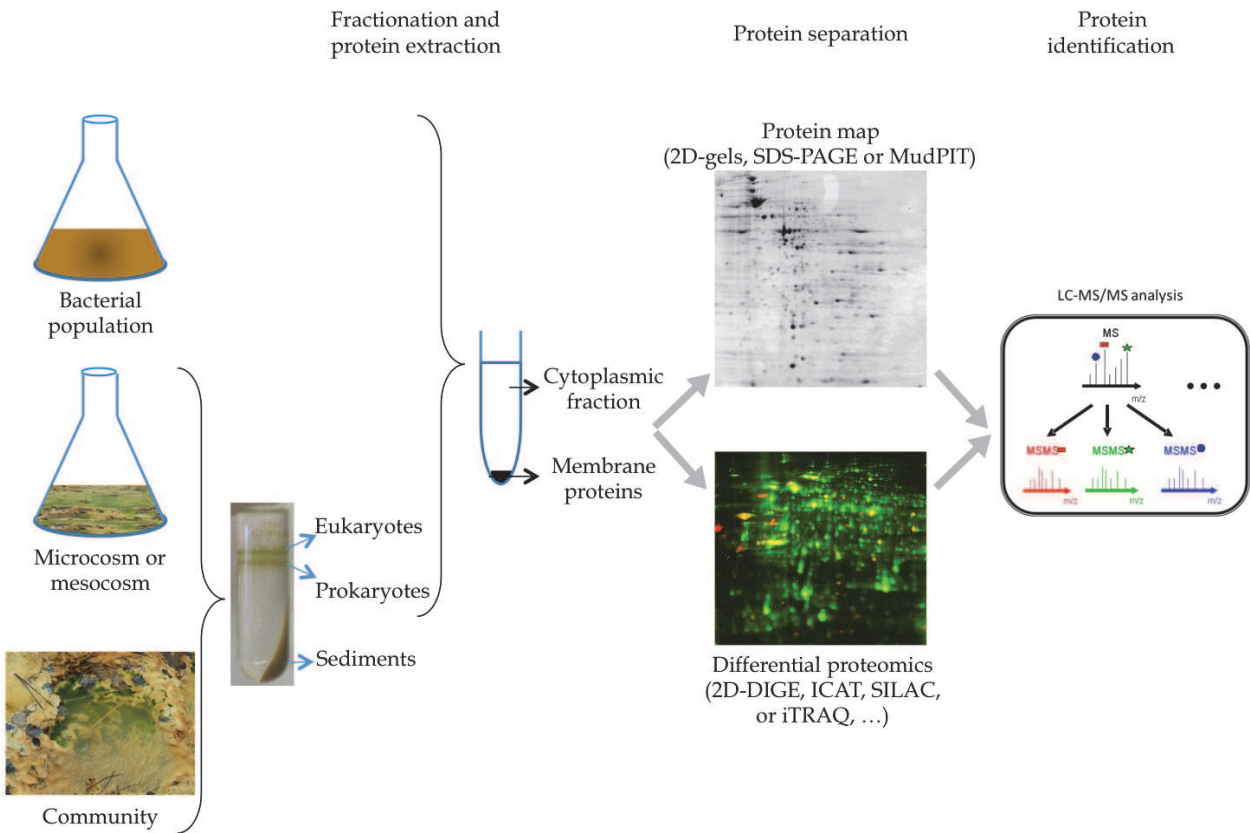 Fractionation and
protein extraction
Protein separation
Protein
identification
Bacterial
population
Microcosm or
mesocosm
Community
Eukaryotes
Prokaryotes
Sediments
Cytoplasmic
fraction
Membrane
proteins
Protein map
(2D-gels, SDS-PAGE or MudPIT)
Differential proteomics
(2D-DIGE, ICAT, SILAC,
or iTRAQ, …)
LC-MS/MS analysis
MS
m/z
MSMS
m/z
MSMS
m/z
MSMS
m/z